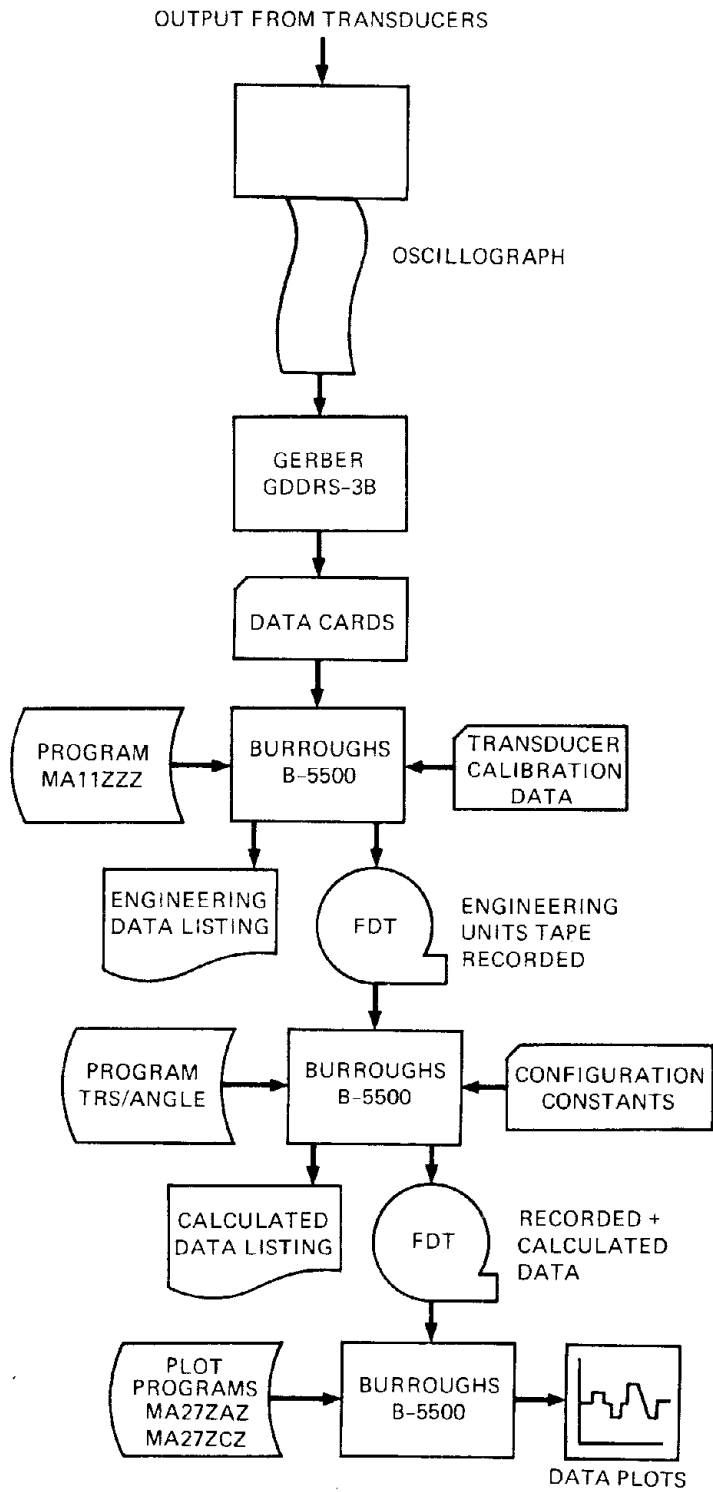 OUTPUT FROM TRANSDUCERS
OSCILLOGRAPH
GERBER
GDDRS-3B
DATA CARDS
PROGRAM
MA11ZZZ
BURROUGHS
B-5500
TRANSDUCER
CALIBRATION
DATA
ENGINEERING
DATA LISTING
FDT
ENGINEERING
UNITS TAPE
RECORDED
PROGRAM
TRS/ANGLE
BURROUGHS
B-5500
CONFIGURATION
CONSTANTS
CALCULATED
DATA LISTING
FDT
RECORDED +
CALCULATED
DATA
PLOT
PROGRAMS
MA27ZAZ
MA27ZCZ
BURROUGHS
B-5500
DATA PLOTS